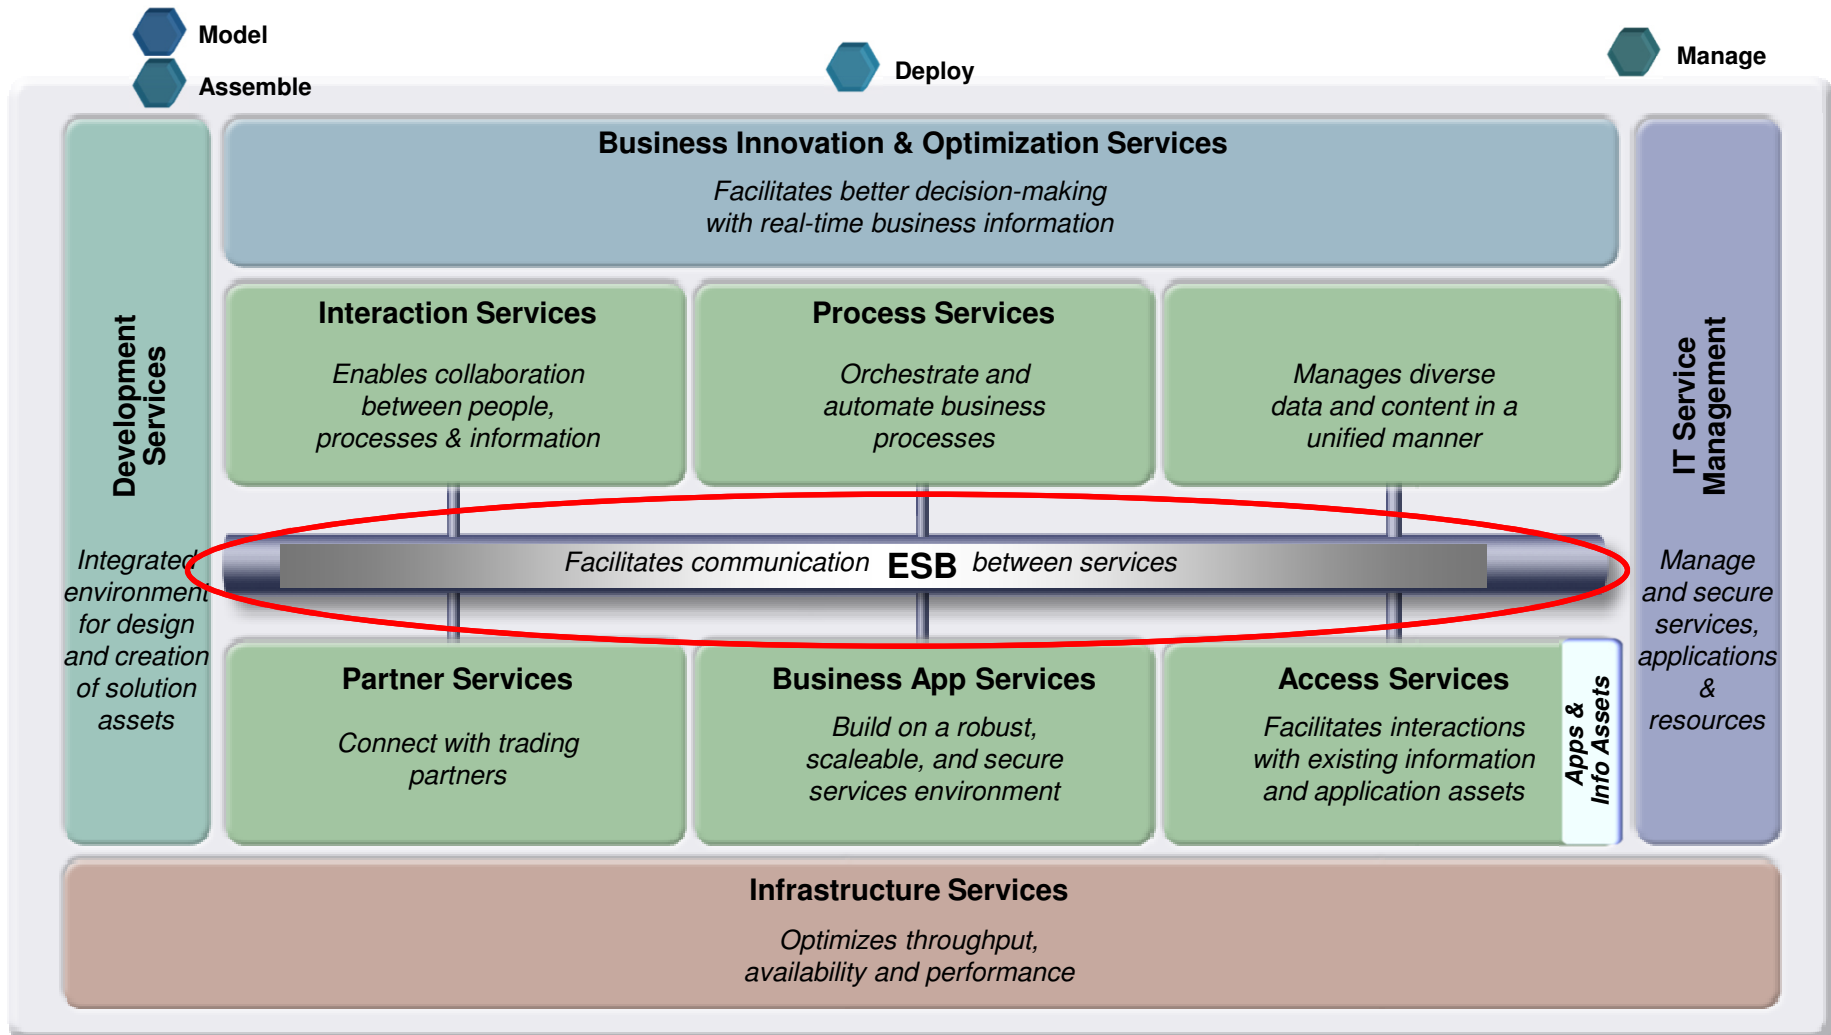 Model
Assemble
Deploy
Manage
Business Innovation & Optimization Services
Facilitates better decision-making
with real-time business information
Development
Services
Integrated
environment
for design
and creation
of solution
assets
Interaction Services
Enables collaboration
between people,
processes & information
Process Services
Orchestrate and
automate business
processes
Manages diverse
data and content in a
unified manner
IT Service
Management
Manage
and secure
services,
applications
&
resources
Facilitates communication ESB between services
Partner Services
Connect with trading
partners
Business App Services
Build on a robust,
scaleable, and secure
services environment
Access Services
Facilitates interactions
with existing information
and application assets
Apps &
Info Assets
Infrastructure Services
Optimizes throughput,
availability and performance